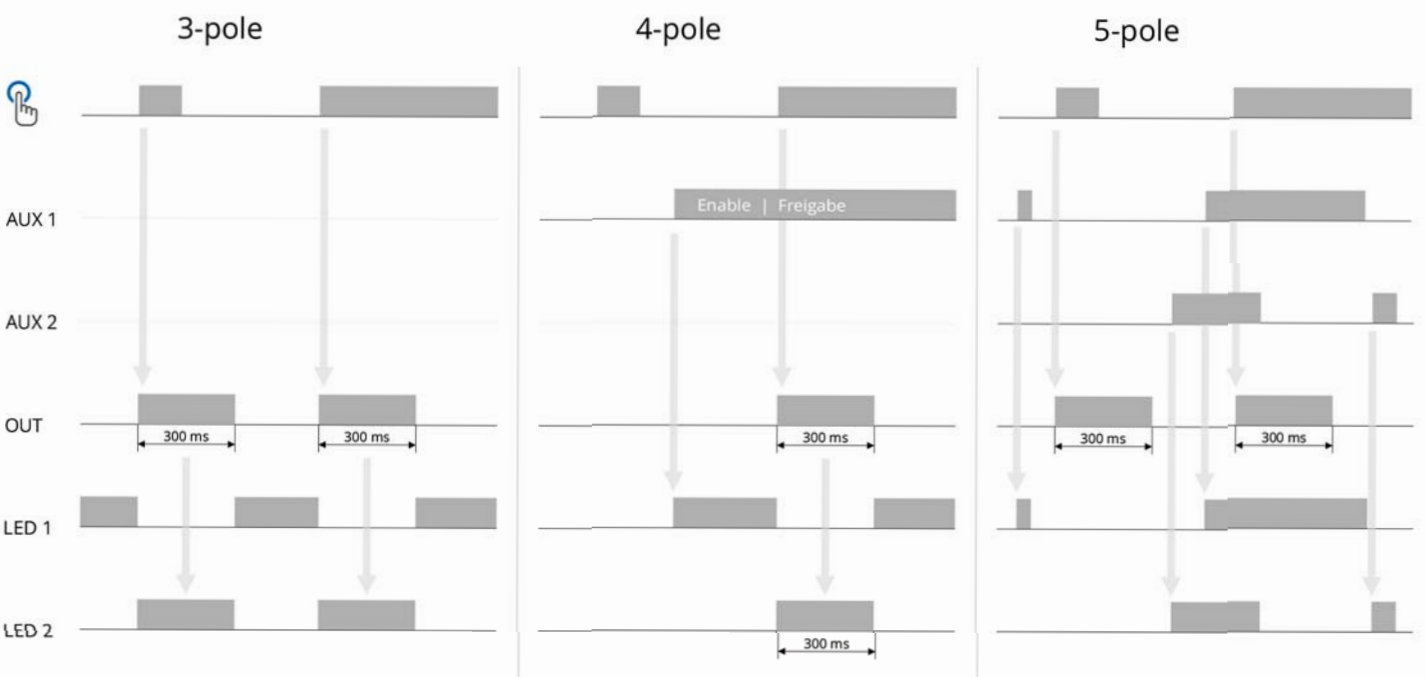 3-pole
4-pole
5-pole
AUX 1
Enable | Freigabe
AUX 2
OUT
300 ms
300 ms
300 ms
300 ms
300 ms
LED 1
LED 2
300 ms